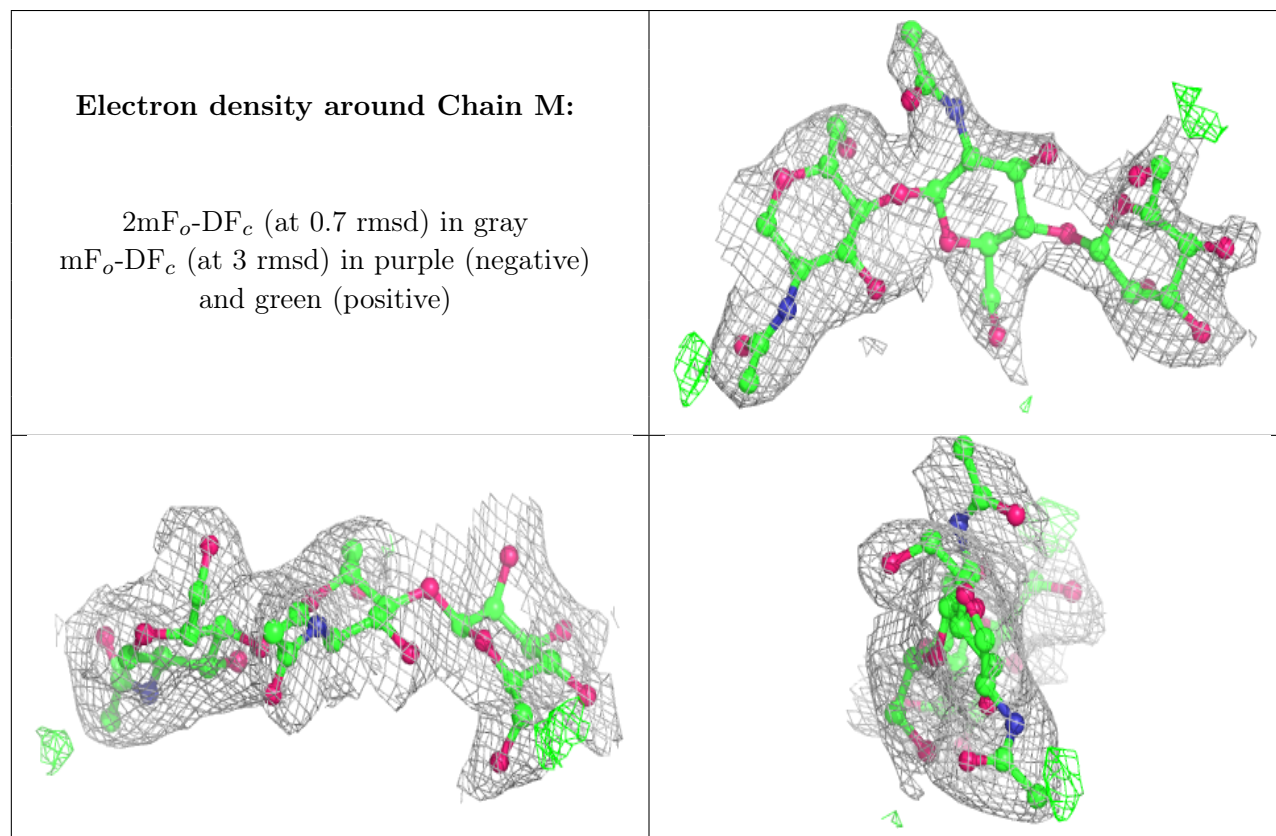 Electron density around Chain M:
2mFo-DFc (at 0.7 rmsd) in gray
mFo-DFc (at 3 rmsd) in purple (negative)
and green (positive)